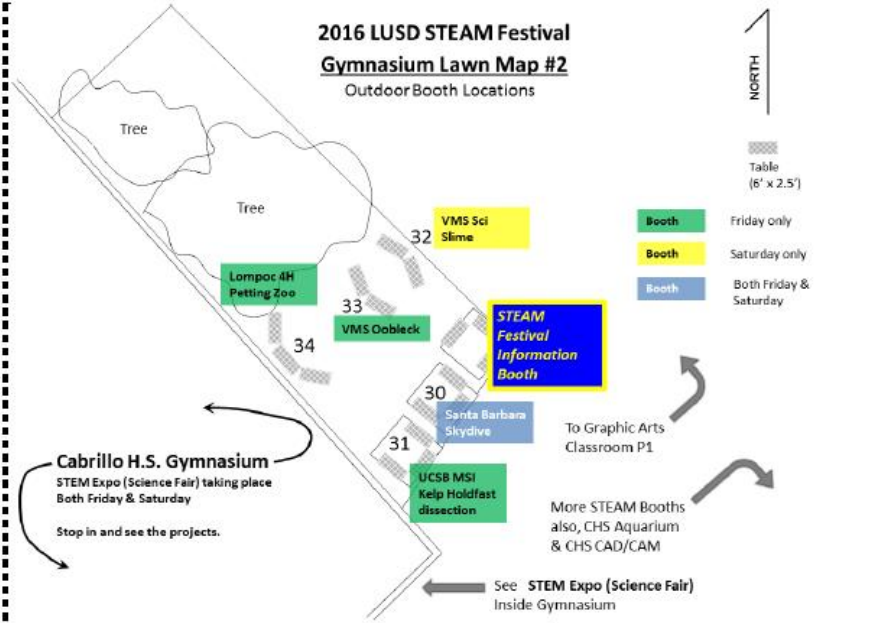 2016 LUSD STEAM Festival
Gymnasium Lawn Map #2
Outdoor Booth Locations
NORTH
Tree
Tree
Table
(6' x 2.5')
Booth Friday only
Booth Saturday only
Booth Both Friday &
Saturday
32
VMS Sci
Slime
Lompoc 4H
Petting Zoo
33
VMS Oobleck
34
STEAM
Festival
Information
Booth
30
Santa Barbara
Skydive
31
UCSB MSI
Kelp Holdfast
dissection
To Graphic Arts
Classroom P1
Cabrillo H.S. Gymnasium
STEM Expo (Science Fair) taking place
Both Friday & Saturday
Stop in and see the projects.
More STEAM Booths
also, CHS Aquarium
& CHS CAD/CAM
See STEM Expo (Science Fair)
Inside Gymnasium